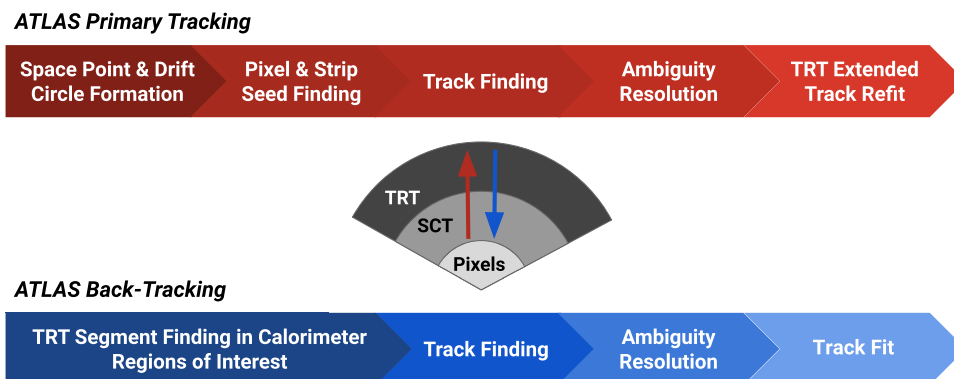 ATLAS Primary Tracking
Space Point & Drift
Circle Formation
Pixel & Strip
Seed Finding
Track Finding
Ambiguity
Resolution
TRT Extended
Track Refit
TRT
SCT
Pixels
ATLAS Back-Tracking
TRT Segment Finding in Calorimeter
Regions of Interest
Track Finding
Ambiguity
Resolution
Track Fit